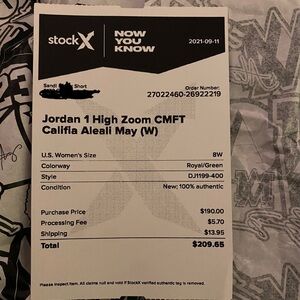 stockX
NOW
YOU
KNOW
2021-09-11
Sandi Short
Order Number:
27022460-26922219
Jordan 1 High Zoom CMFT
Califia Aleali May (W)
U.S. Women's Size 8W
Colorway Royal/Green
Style DJ1199-400
Condition New; 100% authentic
Purchase Price $190.00
Processing Fee $5.70
Shipping $13.95
Total $209.65
Please inspect item. All claims null and void if StockX verified authentic tag is removed.